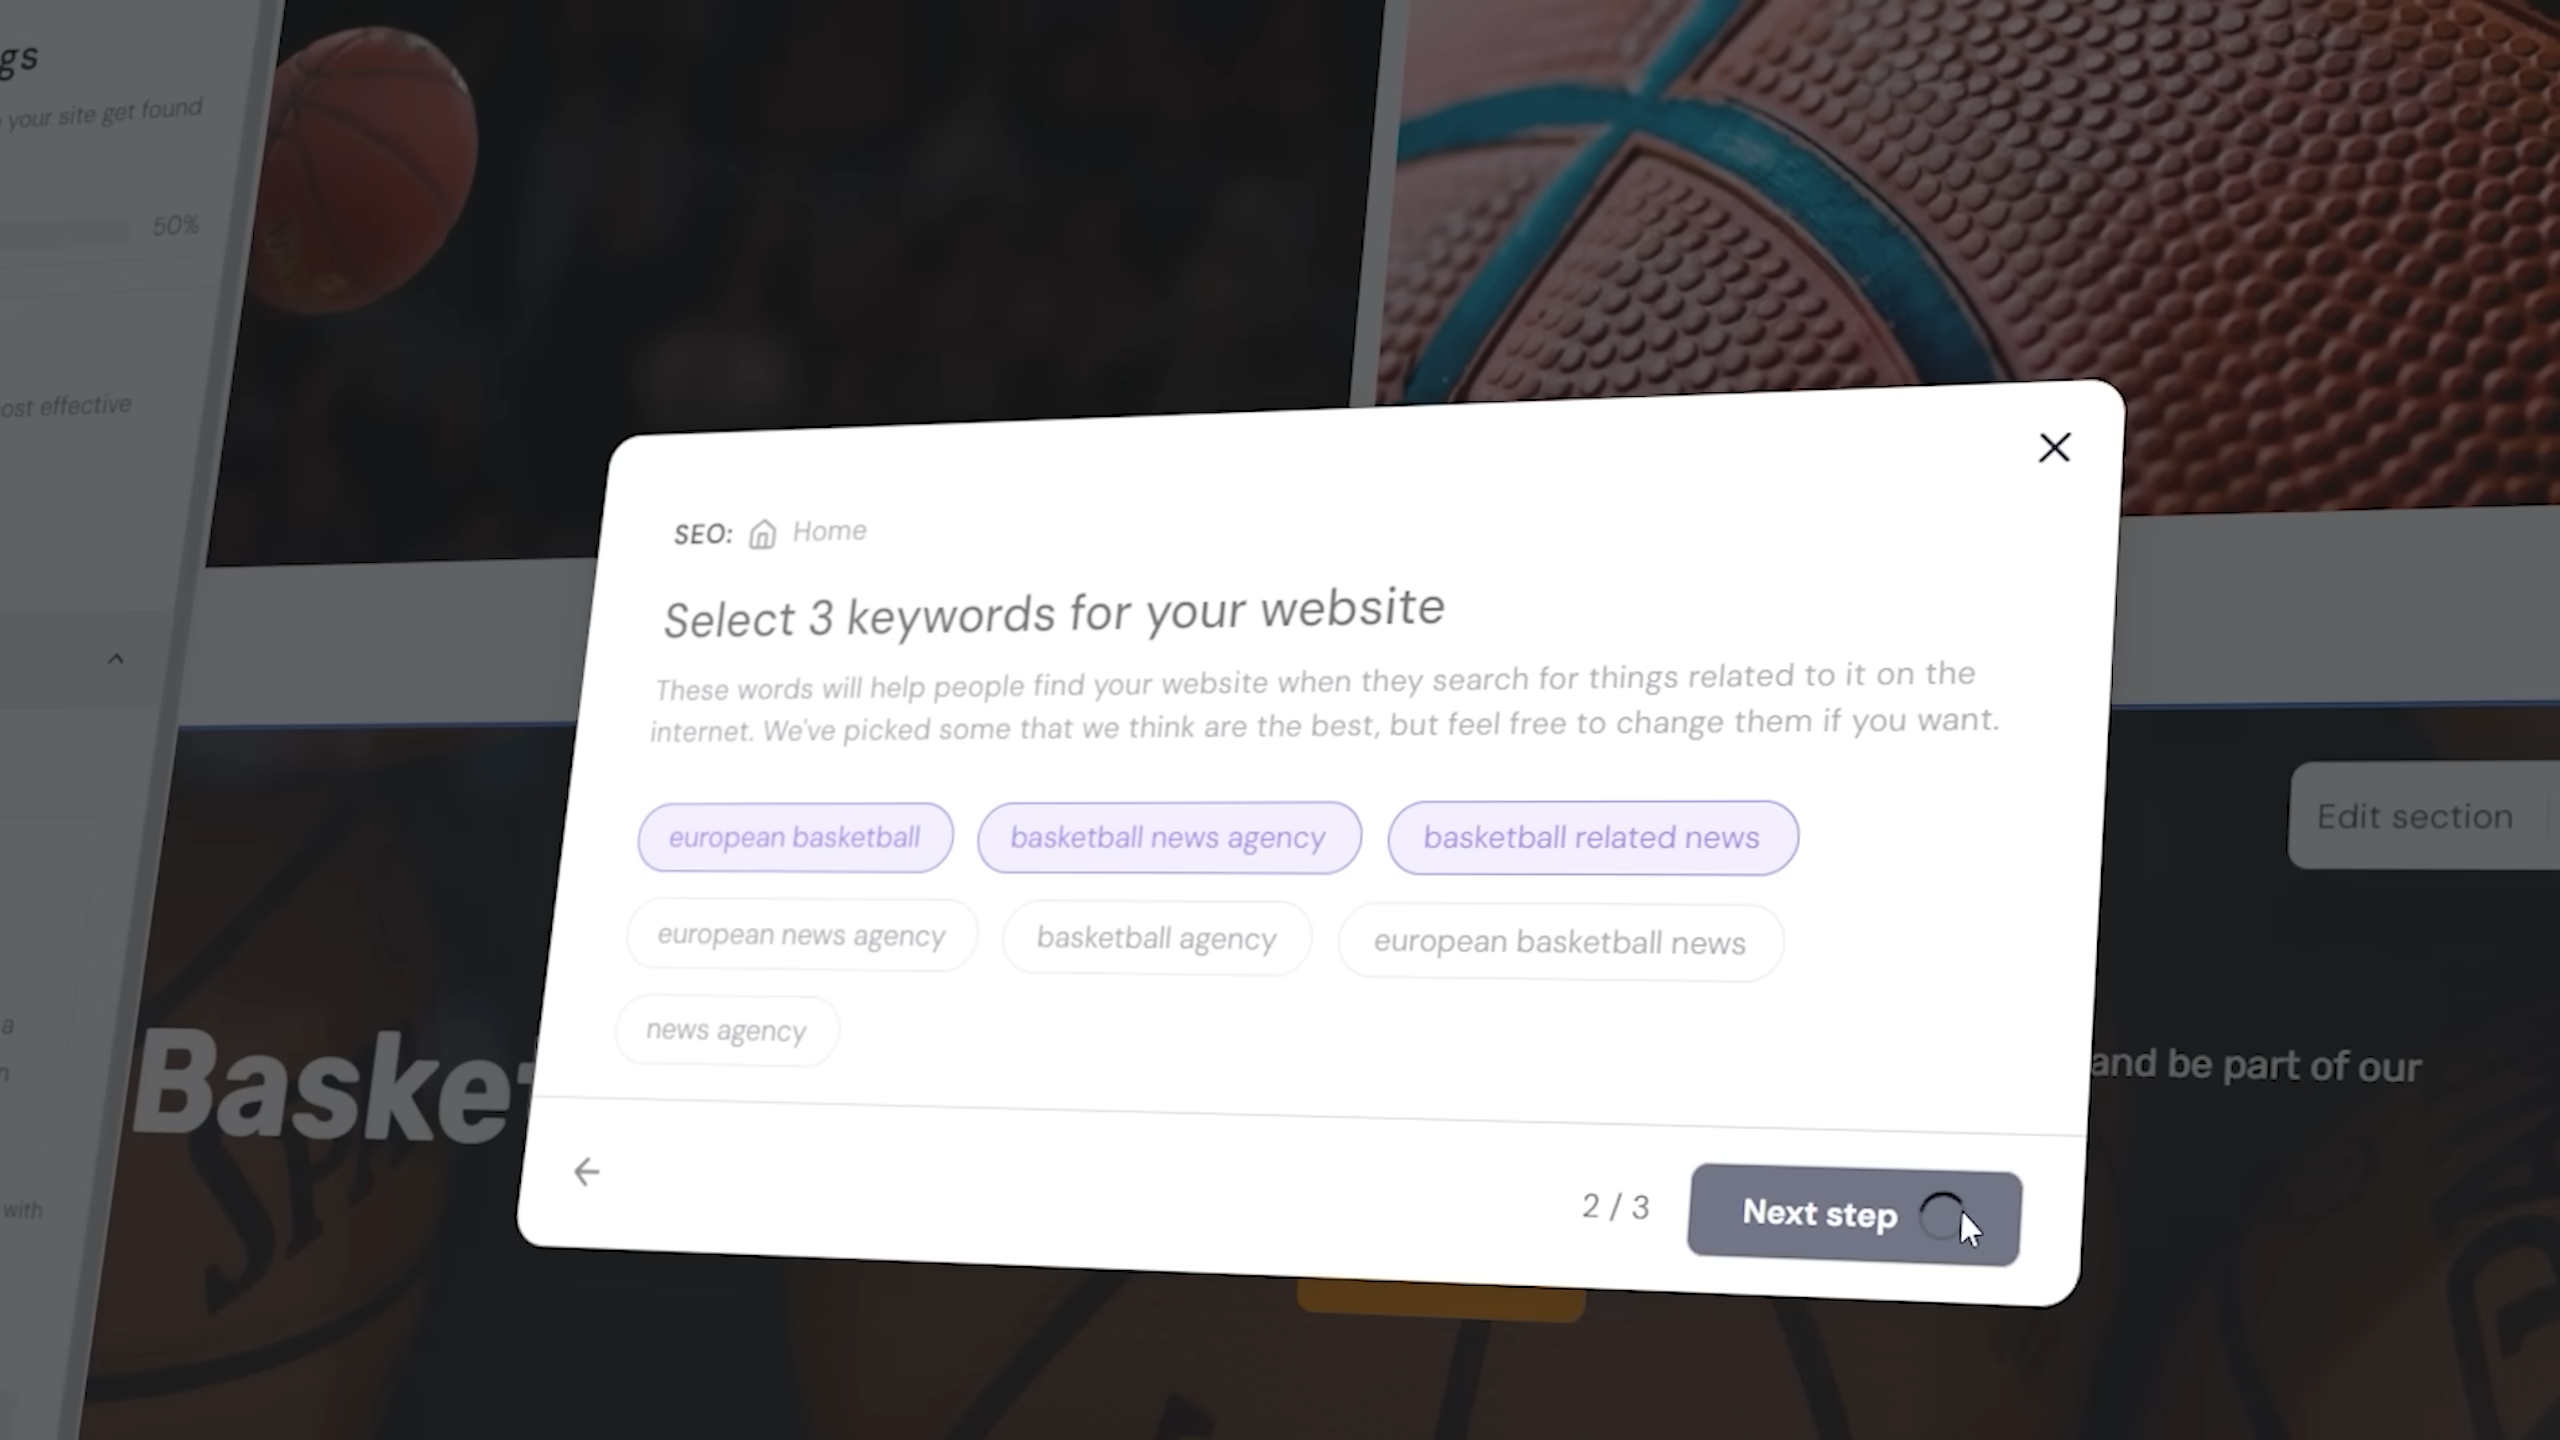 gs
your site get found
50%
ost effective
SEO: Home
Select 3 keywords for your website
These words will help people find your website when they search for things related to it on the
internet. We've picked some that we think are the best, but feel free to change them if you want.
european basketball
basketball news agency
basketball related news
european news agency
basketball agency
european basketball news
news agency
2 / 3
Next step
Edit section
a
n
with
Basket
SPA
and be part of our